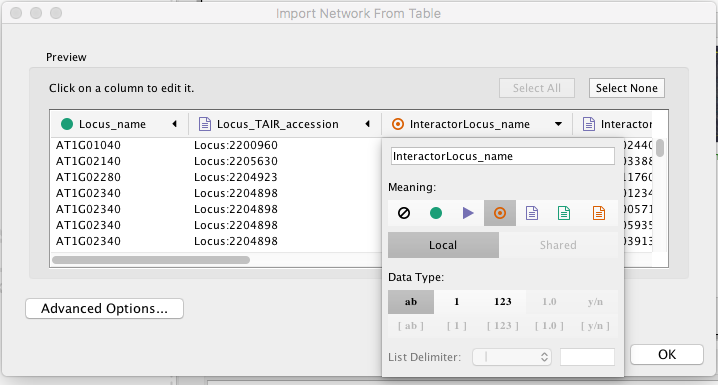 Import Network From Table
Preview
Click on a column to edit it.
Select All
Select None
Locus_name
Locus_TAIR_accession
InteractorLocus_name
Interactor
AT1G01040 Locus:2200960 02440
AT1G02140 Locus:2205630 03388
AT1G02280 Locus:2204923 11760
AT1G02340 Locus:2204898 01234
AT1G02340 Locus:2204898 00571
AT1G02340 Locus:2204898 05935
AT1G02340 Locus:2204898 03913
InteractorLocus_name
Meaning:
Local
Shared
Data Type:
ab 1 123 1.0 y/n
[ ab ] [ 1 ] [ 123 ] [ 1.0 ] [ y/n ]
List Delimiter: |
Advanced Options...
OK